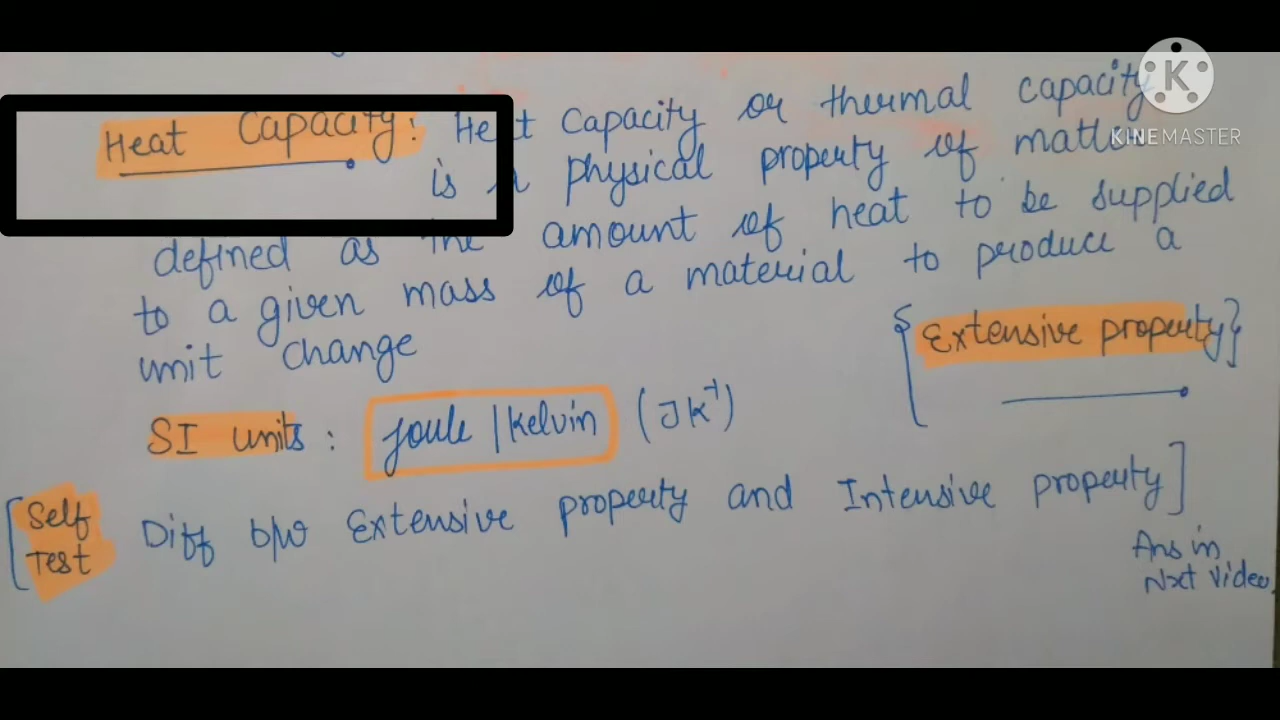 Heat Capacity: Heat Capacity or thermal capacity
is a physical property of matter
defined as the amount of heat to be supplied
to a given mass of a material to produce a
unit change
{Extensive property}
SI units : Joule | Kelvin (JK⁻¹)
[Self Test Diff b/w Extensive property and Intensive property]
Ans in
Nxt Video
KINEMASTER